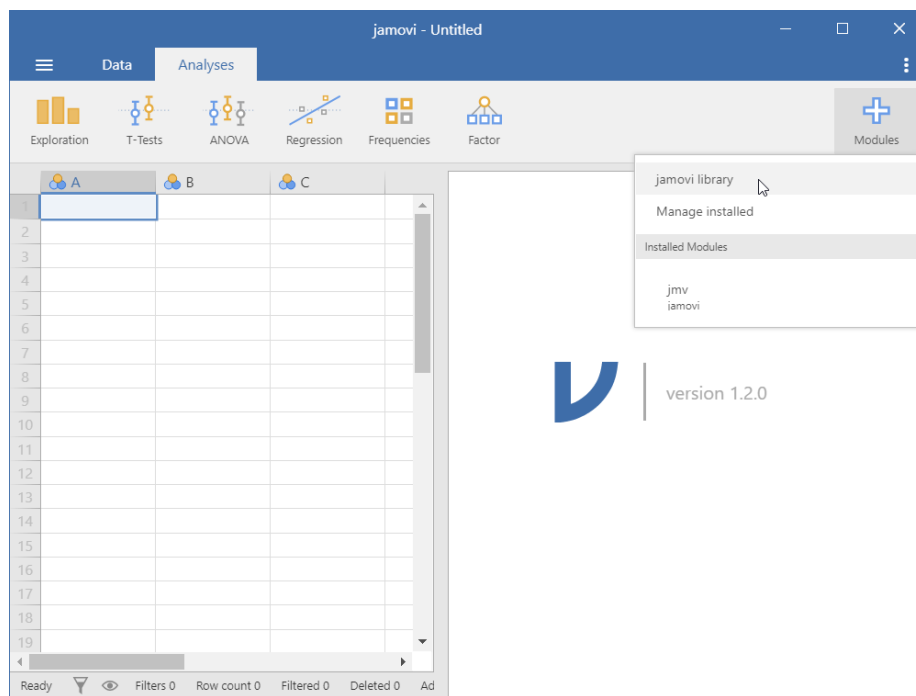 jamovi - Untitled
Data Analyses
Exploration T-Tests ANOVA Regression Frequencies Factor Modules
jamovi library
Manage installed
Installed Modules
jmv
jamovi
A B C
1
2
3
4
5
6
7
8
9
10
11
12
13
14
15
16
17
18
19
version 1.2.0
Ready Filters 0 Row count 0 Filtered 0 Deleted 0 Ad